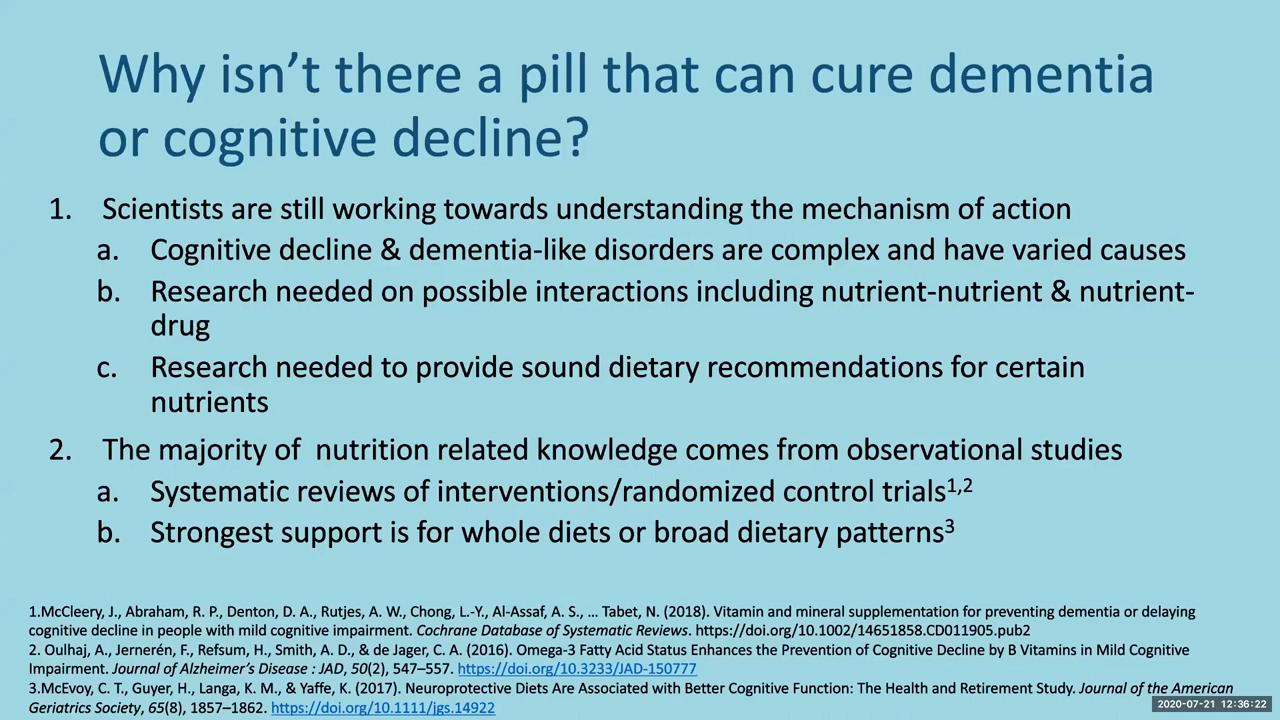 Why isn’t there a pill that can cure dementia
or cognitive decline?
1. Scientists are still working towards understanding the mechanism of action
a. Cognitive decline & dementia-like disorders are complex and have varied causes
b. Research needed on possible interactions including nutrient-nutrient & nutrient-
drug
c. Research needed to provide sound dietary recommendations for certain
nutrients
2. The majority of  nutrition related knowledge comes from observational studies
a. Systematic reviews of interventions/randomized control trials1,2
b. Strongest support is for whole diets or broad dietary patterns3
1.McCleery, J., Abraham, R. P., Denton, D. A., Rutjes, A. W., Chong, L.-Y., Al-Assaf, A. S., … Tabet, N. (2018). Vitamin and mineral supplementation for preventing dementia or delaying
cognitive decline in people with mild cognitive impairment. Cochrane Database of Systematic Reviews. https://doi.org/10.1002/14651858.CD011905.pub2
2. Oulhaj, A., Jernerén, F., Refsum, H., Smith, A. D., & de Jager, C. A. (2016). Omega-3 Fatty Acid Status Enhances the Prevention of Cognitive Decline by B Vitamins in Mild Cognitive
Impairment. Journal of Alzheimer’s Disease : JAD, 50(2), 547–557. https://doi.org/10.3233/JAD-150777
3.McEvoy, C. T., Guyer, H., Langa, K. M., & Yaffe, K. (2017). Neuroprotective Diets Are Associated with Better Cognitive Function: The Health and Retirement Study. Journal of the American
Geriatrics Society, 65(8), 1857–1862. https://doi.org/10.1111/jgs.14922
2020-07-21 12:36:22